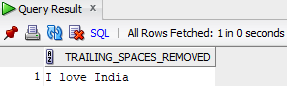 Query Result x
SQL | All Rows Fetched: 1 in 0 seconds
A Z TRAILING_SPACES_REMOVED
1 I love India